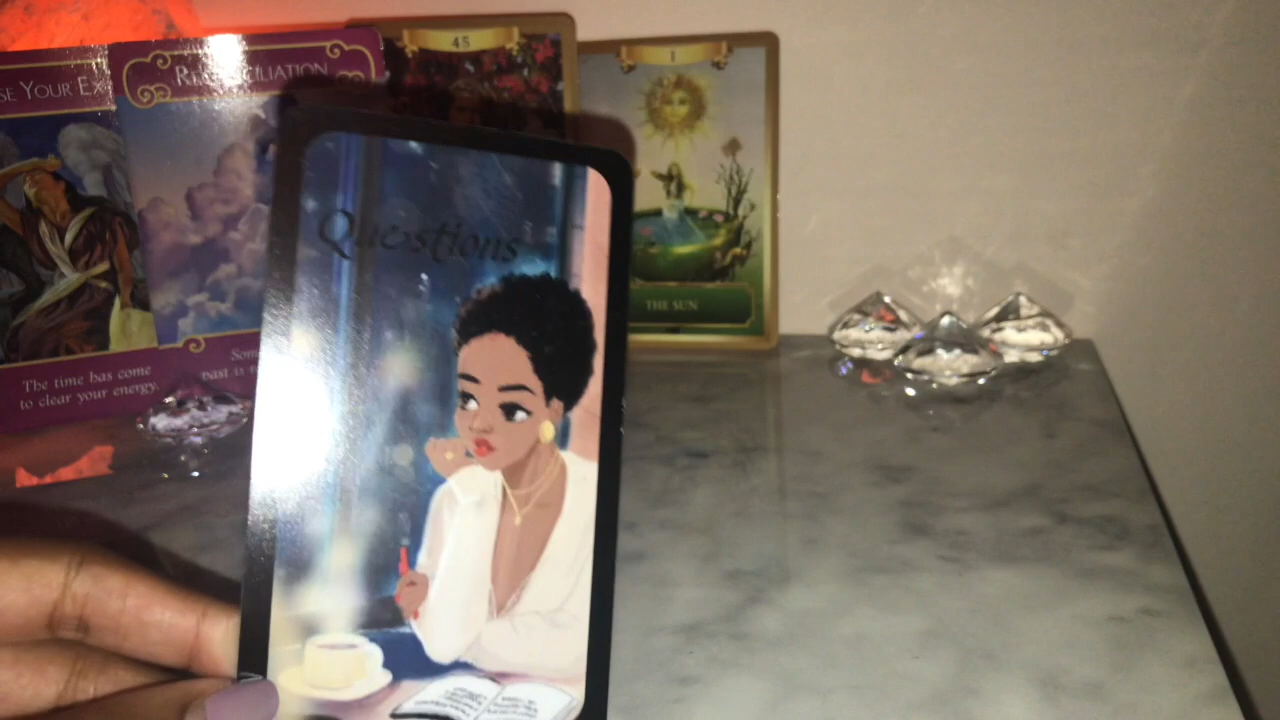 SE YOUR EX
RECONCILIATION
45
1
Questions
THE SUN
The time has come
to clear your energy.
past is